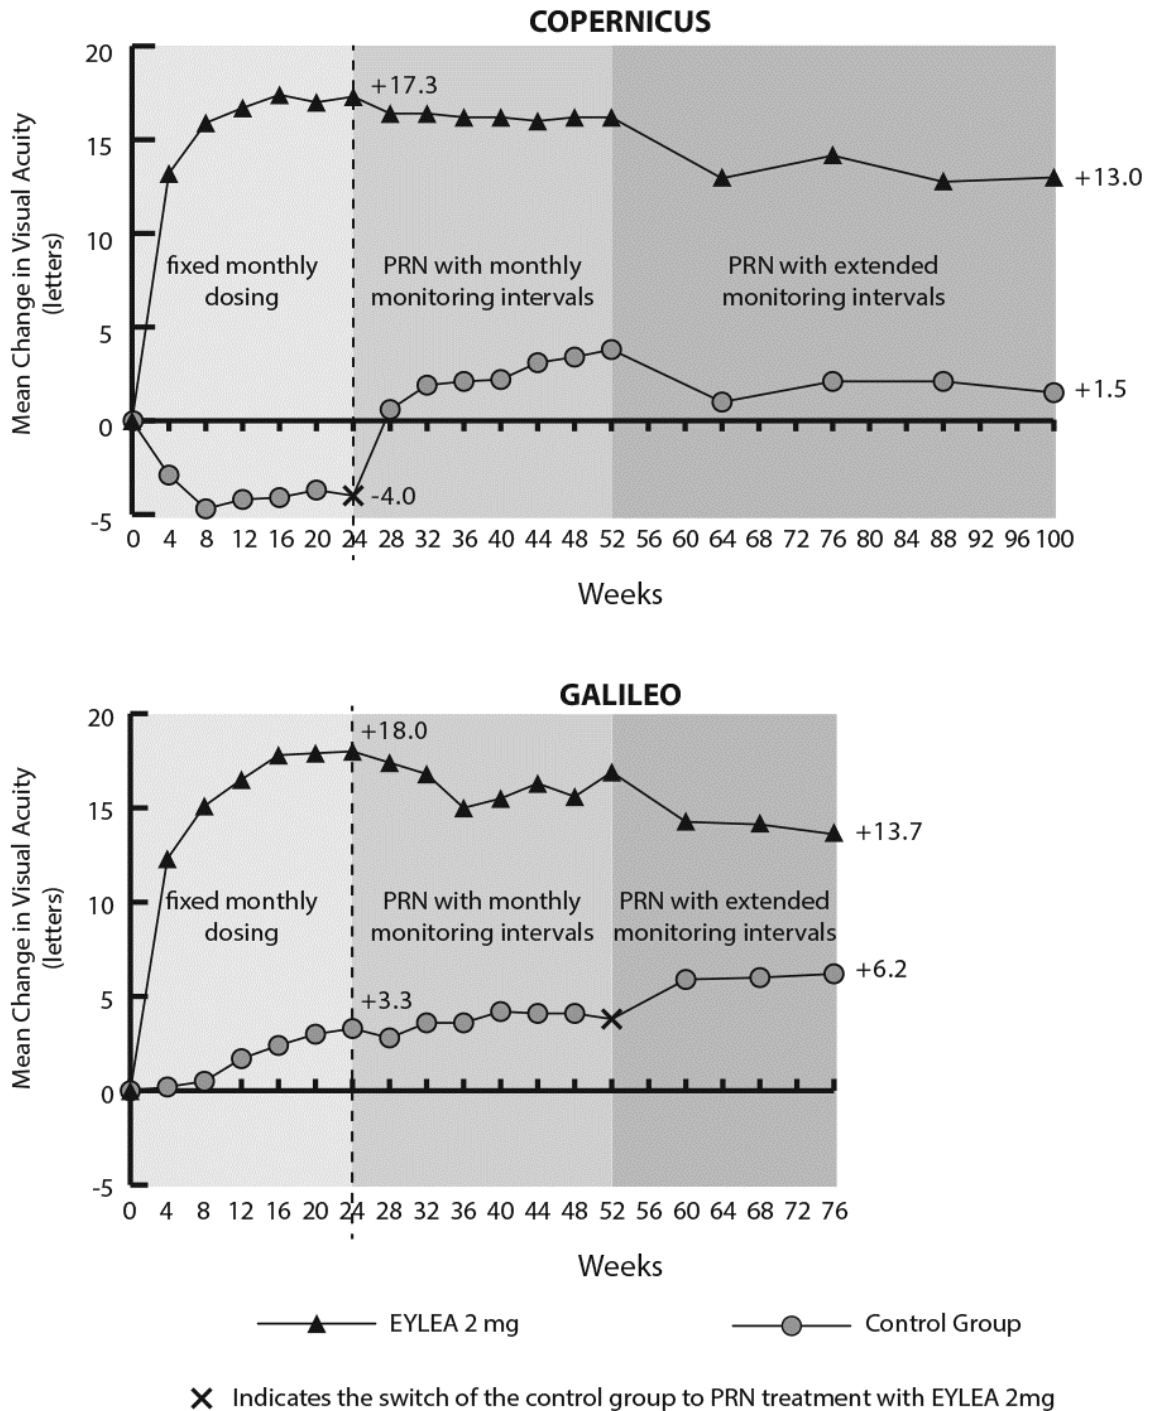 COPERNICUS
Mean Change in Visual Acuity
(letters)
20
15
10
5
0
-5
+17.3
+13.0
fixed monthly
dosing
PRN with monthly
monitoring intervals
PRN with extended
monitoring intervals
+1.5
-4.0
0 4 8 12 16 20 24 28 32 36 40 44 48 52 56 60 64 68 72 76 80 84 88 92 96 100
Weeks
GALILEO
Mean Change in Visual Acuity
(letters)
20
15
10
5
0
-5
+18.0
+13.7
fixed monthly
dosing
PRN with monthly
monitoring intervals
PRN with extended
monitoring intervals
+6.2
+3.3
0 4 8 12 16 20 24 28 32 36 40 44 48 52 56 60 64 68 72 76
Weeks
EYLEA 2 mg
Control Group
Indicates the switch of the control group to PRN treatment with EYLEA 2mg